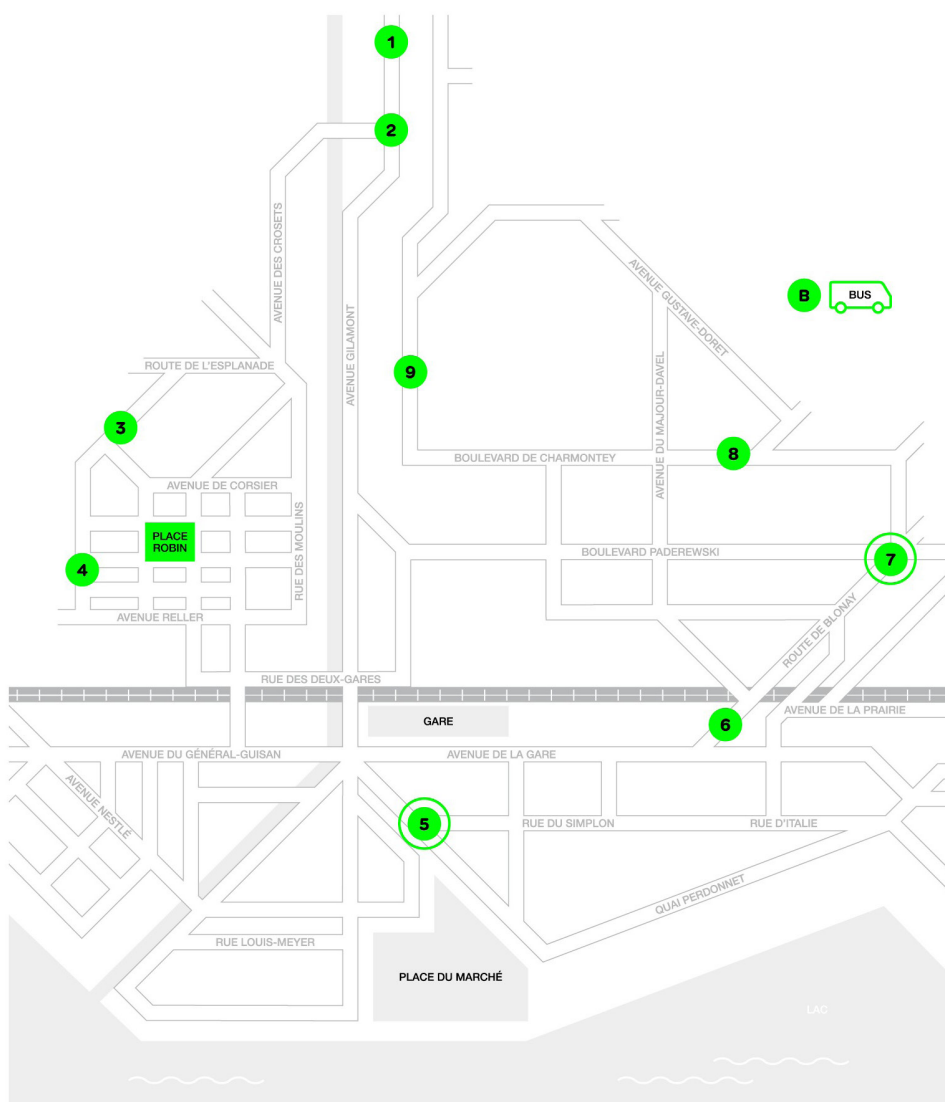 1
2
AVENUE DES CROSETS
AVENUE GUSTAVE-DORET
B
BUS
AVENUE GILAMONT
ROUTE DE L'ESPLANADE
9
AVENUE DU MAJOUR-DAVEL
3
8
BOULEVARD DE CHARMONTEY
AVENUE DE CORSIER
PLACE
ROBIN
RUE DES MOULINS
BOULEVARD PADEREWSKI
7
4
AVENUE RELLER
ROUTE DE BLONAY
RUE DES DEUX-GARES
AVENUE DE LA PRAIRIE
GARE
6
AVENUE DU GÉNÉRAL-GUISAN
AVENUE DE LA GARE
AVENUE NESTLÉ
5
RUE DU SIMPLON
RUE D'ITALIE
QUAI PERDONNET
RUE LOUIS-MEYER
PLACE DU MARCHÉ
LAC